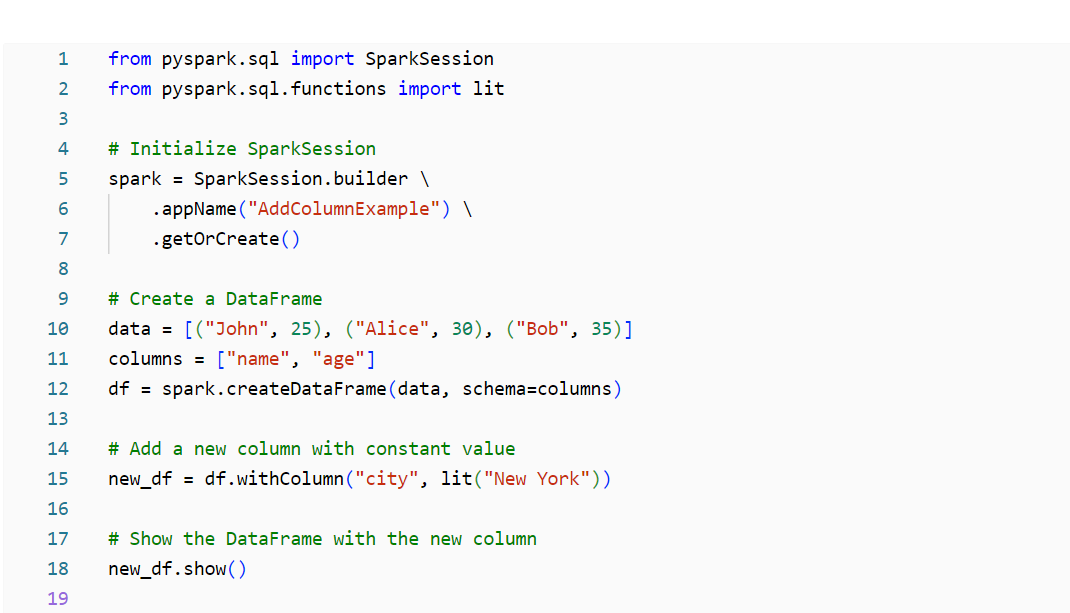 1 from pyspark.sql import SparkSession
2 from pyspark.sql.functions import lit
3
4 # Initialize SparkSession
5 spark = SparkSession.builder \
6     .appName("AddColumnExample") \
7     .getOrCreate()
8
9 # Create a DataFrame
10 data = [("John", 25), ("Alice", 30), ("Bob", 35)]
11 columns = ["name", "age"]
12 df = spark.createDataFrame(data, schema=columns)
13
14 # Add a new column with constant value
15 new_df = df.withColumn("city", lit("New York"))
16
17 # Show the DataFrame with the new column
18 new_df.show()
19